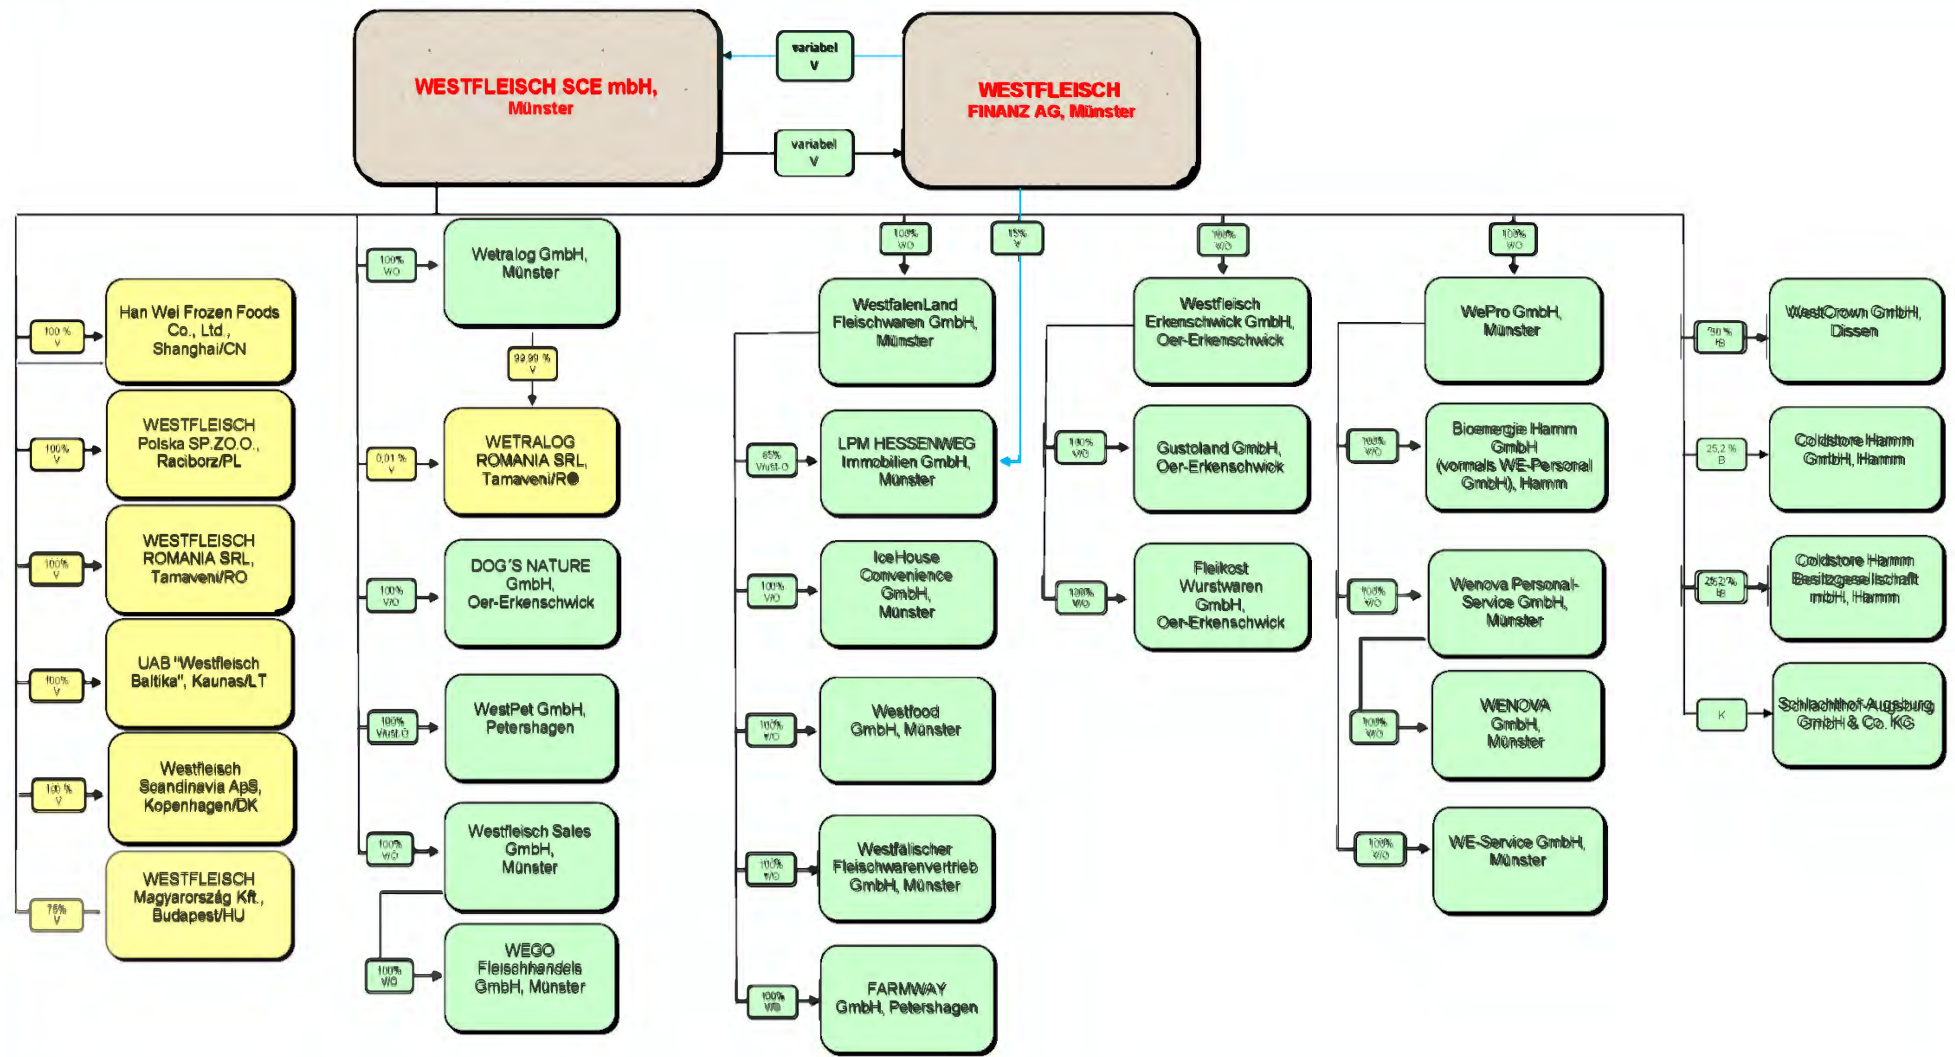 WESTFLEISCH SCE mbH,
Münster
variabel
V
variabel
V
WESTFLEISCH
FINANZ AG, Münster
100 %
V
Han Wei Frozen Foods
Co., Ltd.,
Shanghai/CN
100%
V
WESTFLEISCH
Polska SP.ZO.O.,
Raciborz/PL
100%
V
WESTFLEISCH
ROMANIA SRL,
Tarnaveni/RO
100%
V
UAB "Westfleisch
Baltika", Kaunas/LT
100 %
V
Westfleisch
Scandinavia ApS,
Kopenhagen/DK
V
WESTFLEISCH
Magyarország Kft.,
Budapest/HU
100%
V/O
Wetralog GmbH,
Münster
99,99 %
V
0,01 %
V
WETRALOG
ROMANIA SRL,
Tarnaveni/RO
100%
V/O
DOG´S NATURE
GmbH,
Oer-Erkenschwick
100%
V/ust-O
WestPet GmbH,
Petershagen
100%
V/O
Westfleisch Sales
GmbH,
Münster
100%
V/O
WEGO
Fleischhandels
GmbH, Münster
100%
V/O
WestfalenLand
Fleischwaren GmbH,
Münster
V
V/ust-O
LPM HESSENWEG
Immobilien GmbH,
Münster
100%
V/O
IceHouse
Convenience
GmbH,
Münster
100%
V/O
Westfood
GmbH, Münster
100%
V/O
Westfälischer
Fleischwarenvertrieb
GmbH, Münster
100%
V/O
FARMWAY
GmbH, Petershagen
100%
V/O
Westfleisch
Erkenschwick GmbH,
Oer-Erkenschwick
100%
V/O
Gustoland GmbH,
Oer-Erkenschwick
100%
V/O
Fleikost
Wurstwaren
GmbH,
Oer-Erkenschwick
100%
V/O
WePro GmbH,
Münster
100%
V/O
Bioenergie Hamm
GmbH
(vormals WE-Personal
GmbH), Hamm
100%
V/O
Wenova Personal-
Service GmbH,
Münster
100%
V/O
WENOVA
GmbH,
Münster
100%
V/O
WE-Service GmbH,
Münster
B
WestCrown GmbH,
Dissen
25,2 %
B
Coldstore Hamm
GmbH, Hamm
25,2 %
B
Coldstore Hamm
Besitzgesellschaft
mbH, Hamm
K
Schlachthof Augsburg
GmbH & Co. KG